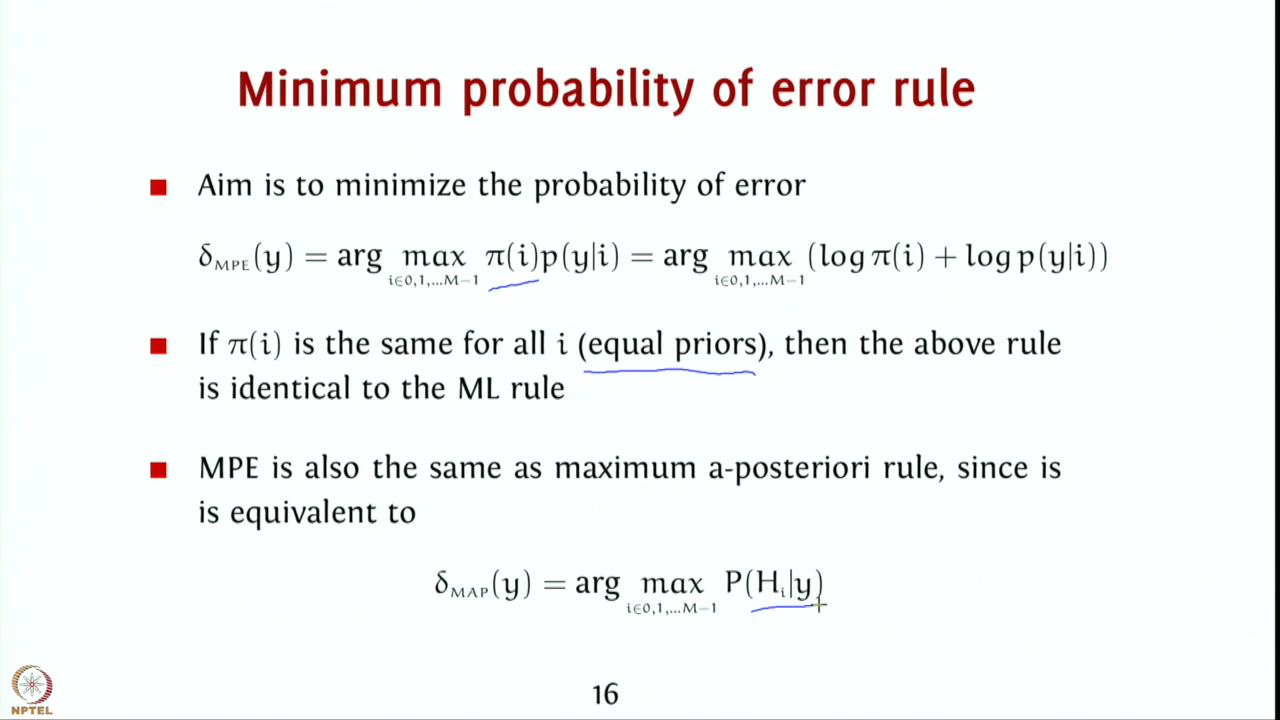 Minimum probability of error rule
Aim is to minimize the probability of error
δ_MPE(y) = arg max_{i∈0,1,...M−1} π(i)p(y|i) = arg max_{i∈0,1,...M−1} (log π(i) + log p(y|i))
If π(i) is the same for all i (equal priors), then the above rule
is identical to the ML rule
MPE is also the same as maximum a-posteriori rule, since is
is equivalent to
δ_MAP(y) = arg max_{i∈0,1,...M−1} P(H_i|y)
16
NPTEL